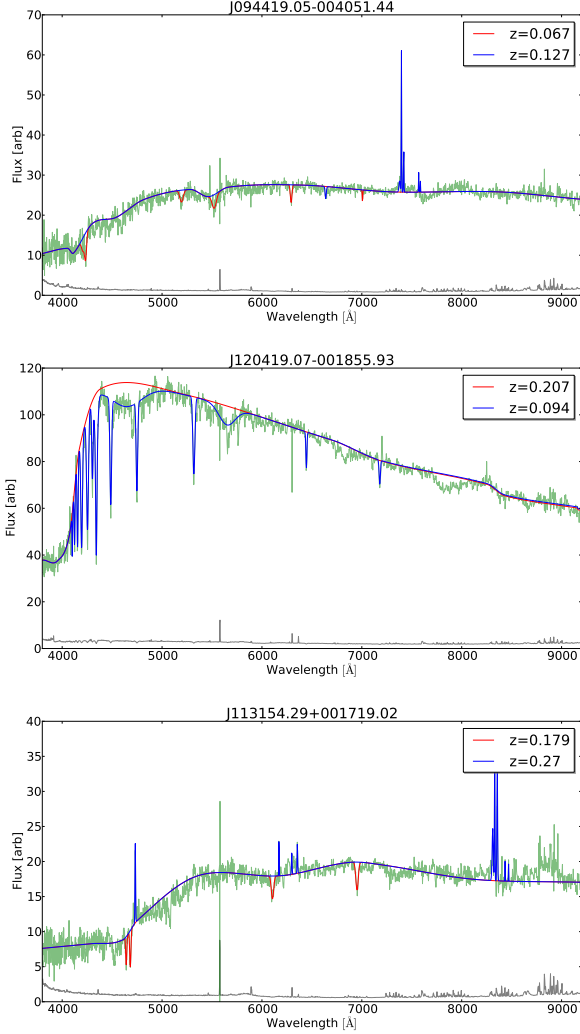 J094419.05-004051.44
70
60
50
40
30
20
10
0
Flux [arb]
z=0.067
z=0.127
4000 5000 6000 7000 8000 9000
Wavelength [Å]
J120419.07-001855.93
120
100
80
60
40
20
0
Flux [arb]
z=0.207
z=0.094
4000 5000 6000 7000 8000 9000
Wavelength [Å]
J113154.29+001719.02
40
35
30
25
20
15
10
5
0
Flux [arb]
z=0.179
z=0.27
4000 5000 6000 7000 8000 9000
Wavelength [Å]